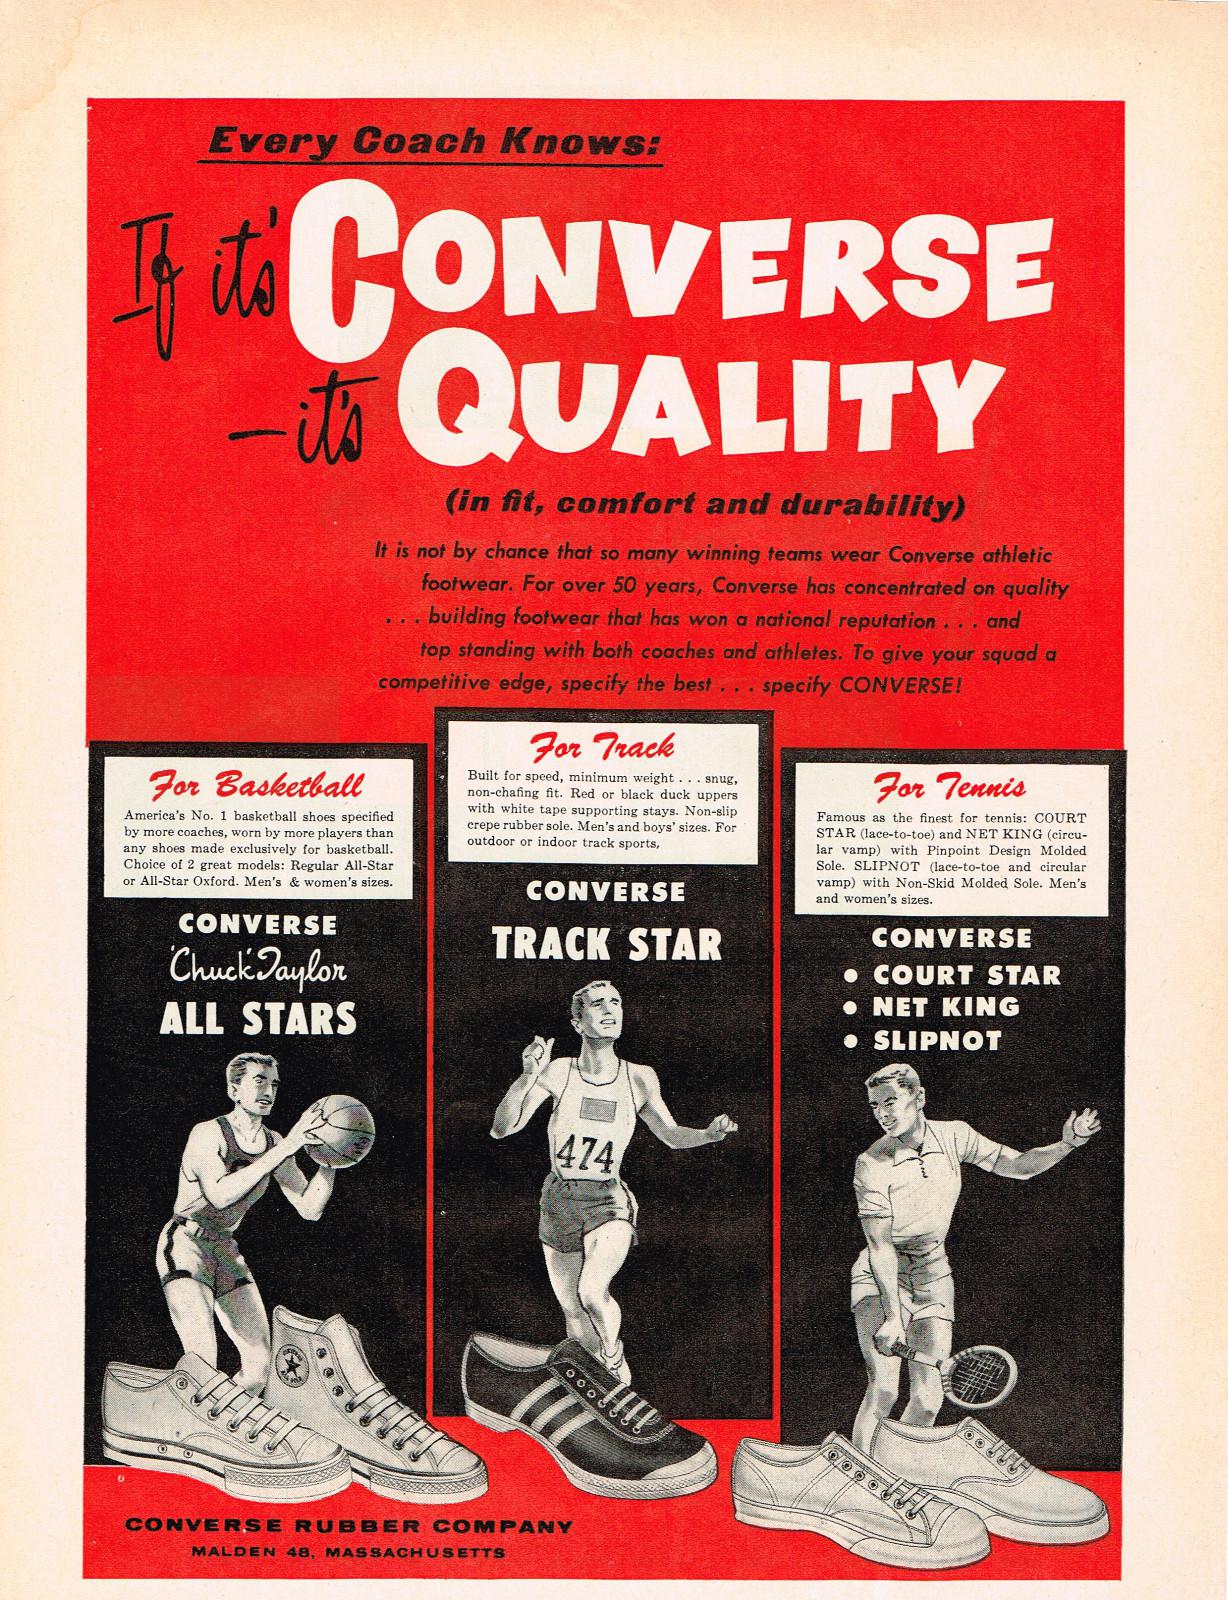 Every Coach Knows:
If it's CONVERSE
—it's QUALITY
(in fit, comfort and durability)
It is not by chance that so many winning teams wear Converse athletic
footwear. For over 50 years, Converse has concentrated on quality
. . . building footwear that has won a national reputation . . . and
top standing with both coaches and athletes. To give your squad a
competitive edge, specify the best . . . specify CONVERSE!
For Basketball
America's No. 1 basketball shoes specified
by more coaches, worn by more players than
any shoes made exclusively for basketball.
Choice of 2 great models: Regular All-Star
or All-Star Oxford. Men's & women's sizes.
CONVERSE
'Chuck' Taylor
ALL STARS
For Track
Built for speed, minimum weight . . . snug,
non-chafing fit. Red or black duck uppers
with white tape supporting stays. Non-slip
crepe rubber sole. Men's and boys' sizes. For
outdoor or indoor track sports,
CONVERSE
TRACK STAR
474
For Tennis
Famous as the finest for tennis: COURT
STAR (lace-to-toe) and NET KING (circu-
lar vamp) with Pinpoint Design Molded
Sole. SLIPNOT (lace-to-toe and circular
vamp) with Non-Skid Molded Sole. Men's
and women's sizes.
CONVERSE
• COURT STAR
• NET KING
• SLIPNOT
CONVERSE RUBBER COMPANY
MALDEN 48, MASSACHUSETTS